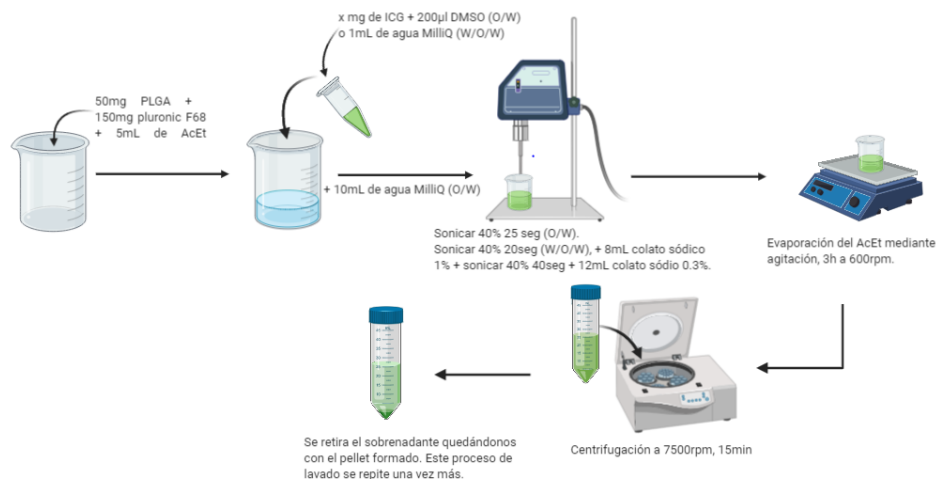 x mg de ICG + 200µl DMSO (O/W)
o 1mL de agua MilliQ (W/O/W)
50mg PLGA +
150mg pluronic F68
+ 5mL de AcEt
+ 10mL de agua MilliQ (O/W)
Sonicar 40% 25 seg (O/W).
Sonicar 40% 20seg (W/O/W), + 8mL colato sódico
1% + sonicar 40% 40seg + 12mL colato sódio 0.3%.
Evaporación del AcEt mediante
agitación, 3h a 600rpm.
Centrifugación a 7500rpm, 15min
Se retira el sobrenadante quedándonos
con el pellet formado. Este proceso de
lavado se repite una vez más.